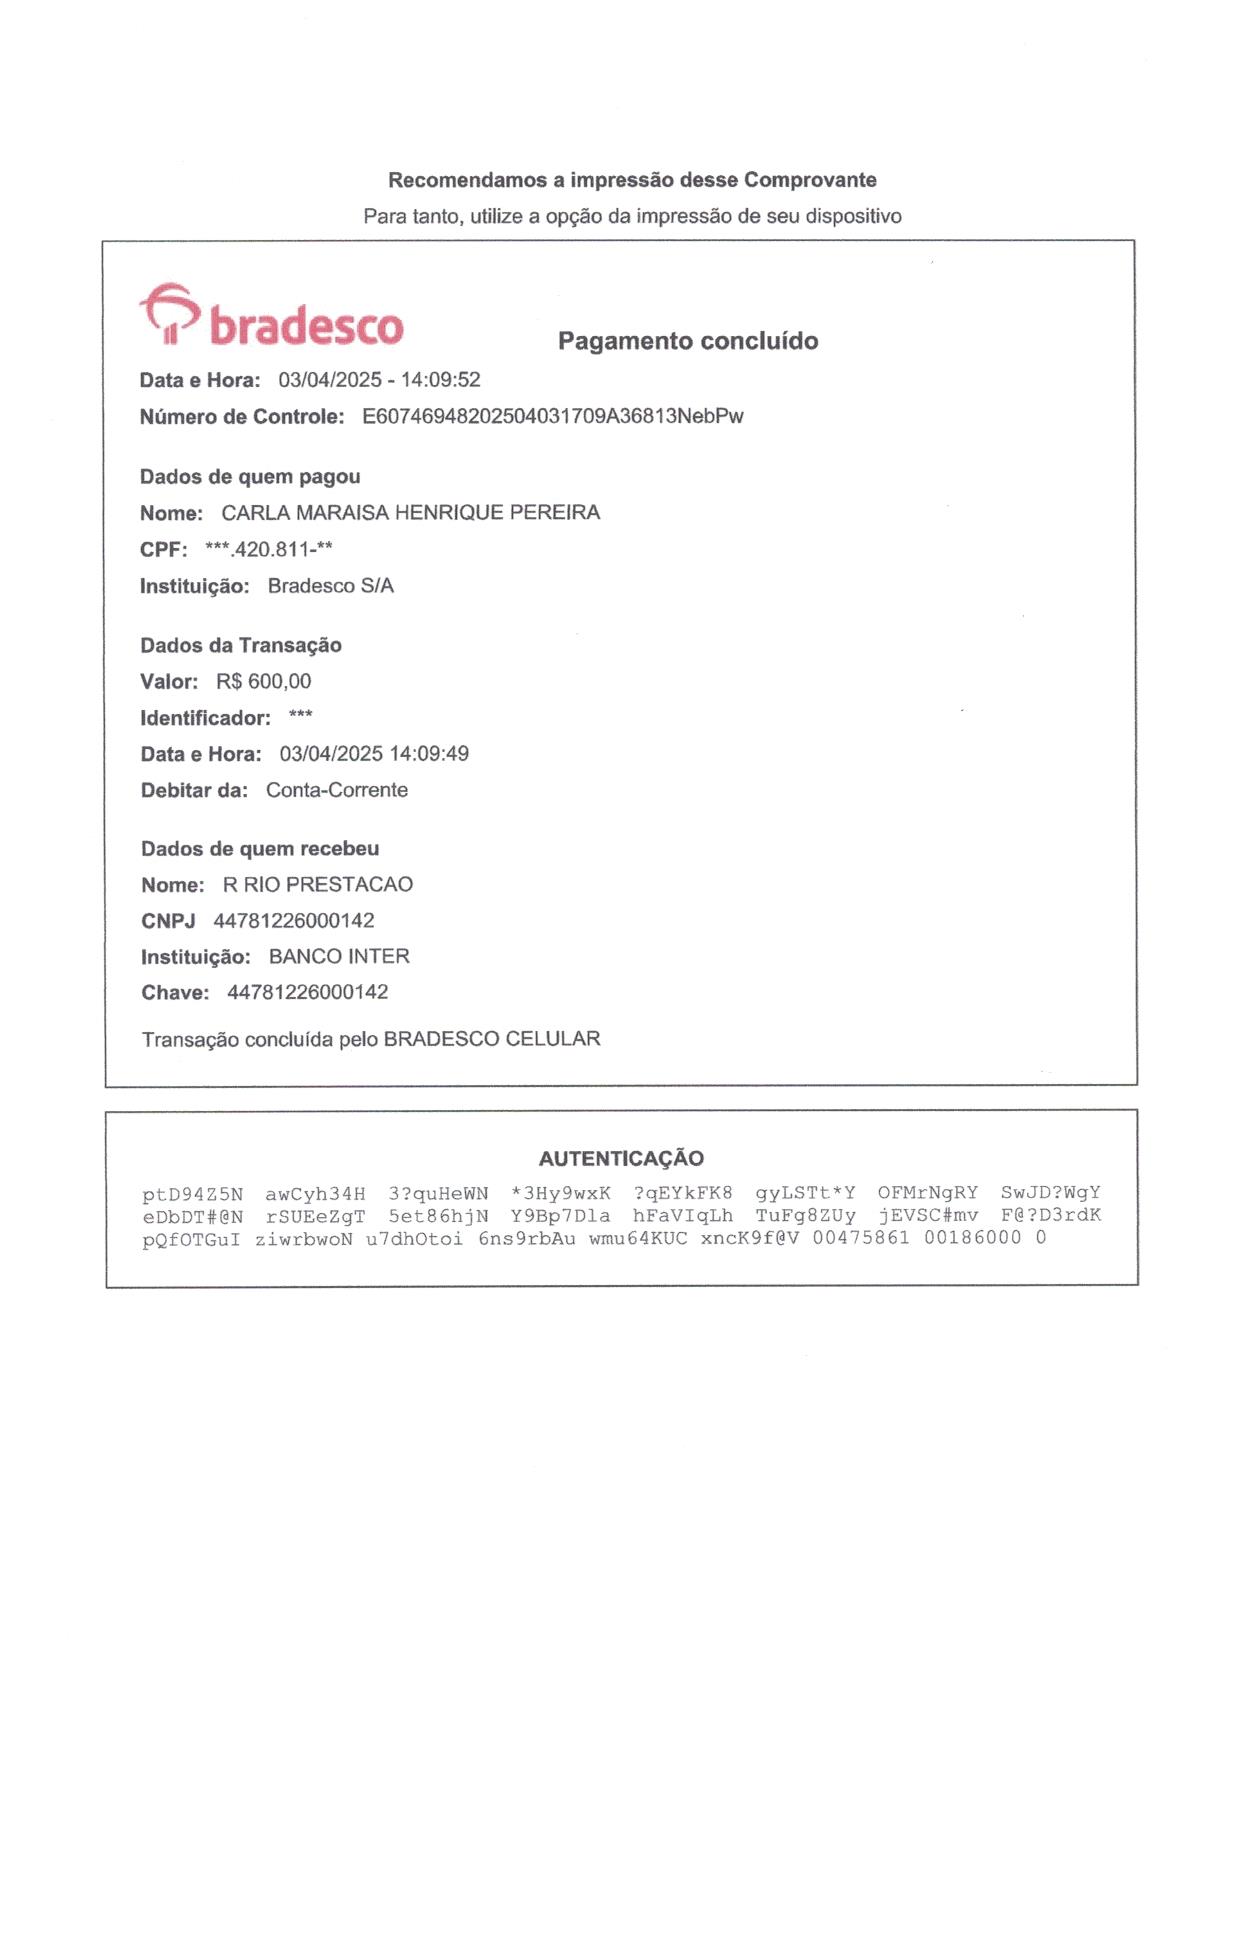 Recomendamos a impressão desse Comprovante
Para tanto, utilize a opção da impressão de seu dispositivo
bradesco
Pagamento concluído
Data e Hora: 03/04/2025 - 14:09:52
Número de Controle: E60746948202504031709A36813NebPw
Dados de quem pagou
Nome: CARLA MARAISA HENRIQUE PEREIRA
CPF: ***.420.811-**
Instituição: Bradesco S/A
Dados da Transação
Valor: R$ 600,00
Identificador: ***
Data e Hora: 03/04/2025 14:09:49
Debitar da: Conta-Corrente
Dados de quem recebeu
Nome: R RIO PRESTACAO
CNPJ 44781226000142
Instituição: BANCO INTER
Chave: 44781226000142
Transação concluída pelo BRADESCO CELULAR
AUTENTICAÇÃO
ptD94Z5N awCyh34H 3?quHeWN *3Hy9wxK ?qEYkFK8 gyLSTt*Y OFMrNgRY SwJD?WgY
eDbDT#@N rSUEeZgT 5et86hjN Y9Bp7Dla hFaVIqLh TuFg8ZUy jEVSC#mv F@?D3rdK
pQfOTGuI ziwrbwoN u7dhOtoi 6ns9rbAu wmu64KUC xncK9f@V 00475861 00186000 0